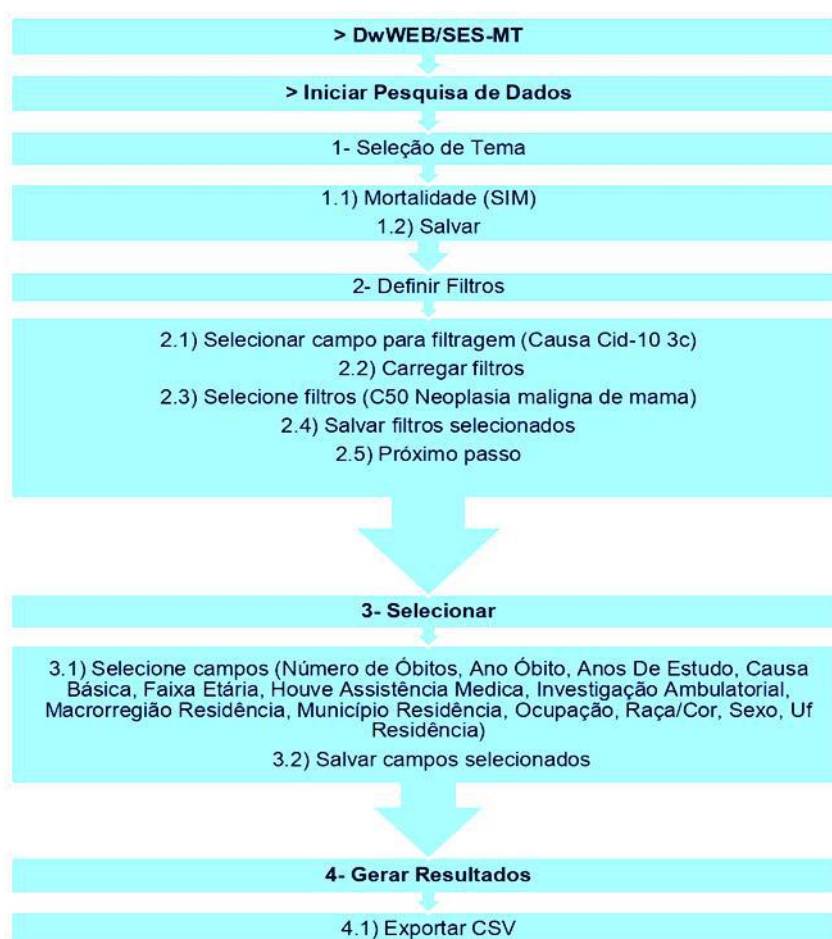 > DwWEB/SES-MT
> Iniciar Pesquisa de Dados
1- Seleção de Tema
1.1) Mortalidade (SIM)
1.2) Salvar
2- Definir Filtros
2.1) Selecionar campo para filtragem (Causa Cid-10 3c)
2.2) Carregar filtros
2.3) Selecione filtros (C50 Neoplasia maligna de mama)
2.4) Salvar filtros selecionados
2.5) Próximo passo
3- Selecionar
3.1) Selecione campos (Número de Óbitos, Ano Óbito, Anos De Estudo, Causa
Básica, Faixa Etária, Houve Assistência Medica, Investigação Ambulatorial,
Macrorregião Residência, Município Residência, Ocupação, Raça/Cor, Sexo, Uf
Residência)
3.2) Salvar campos selecionados
4- Gerar Resultados
4.1) Exportar CSV